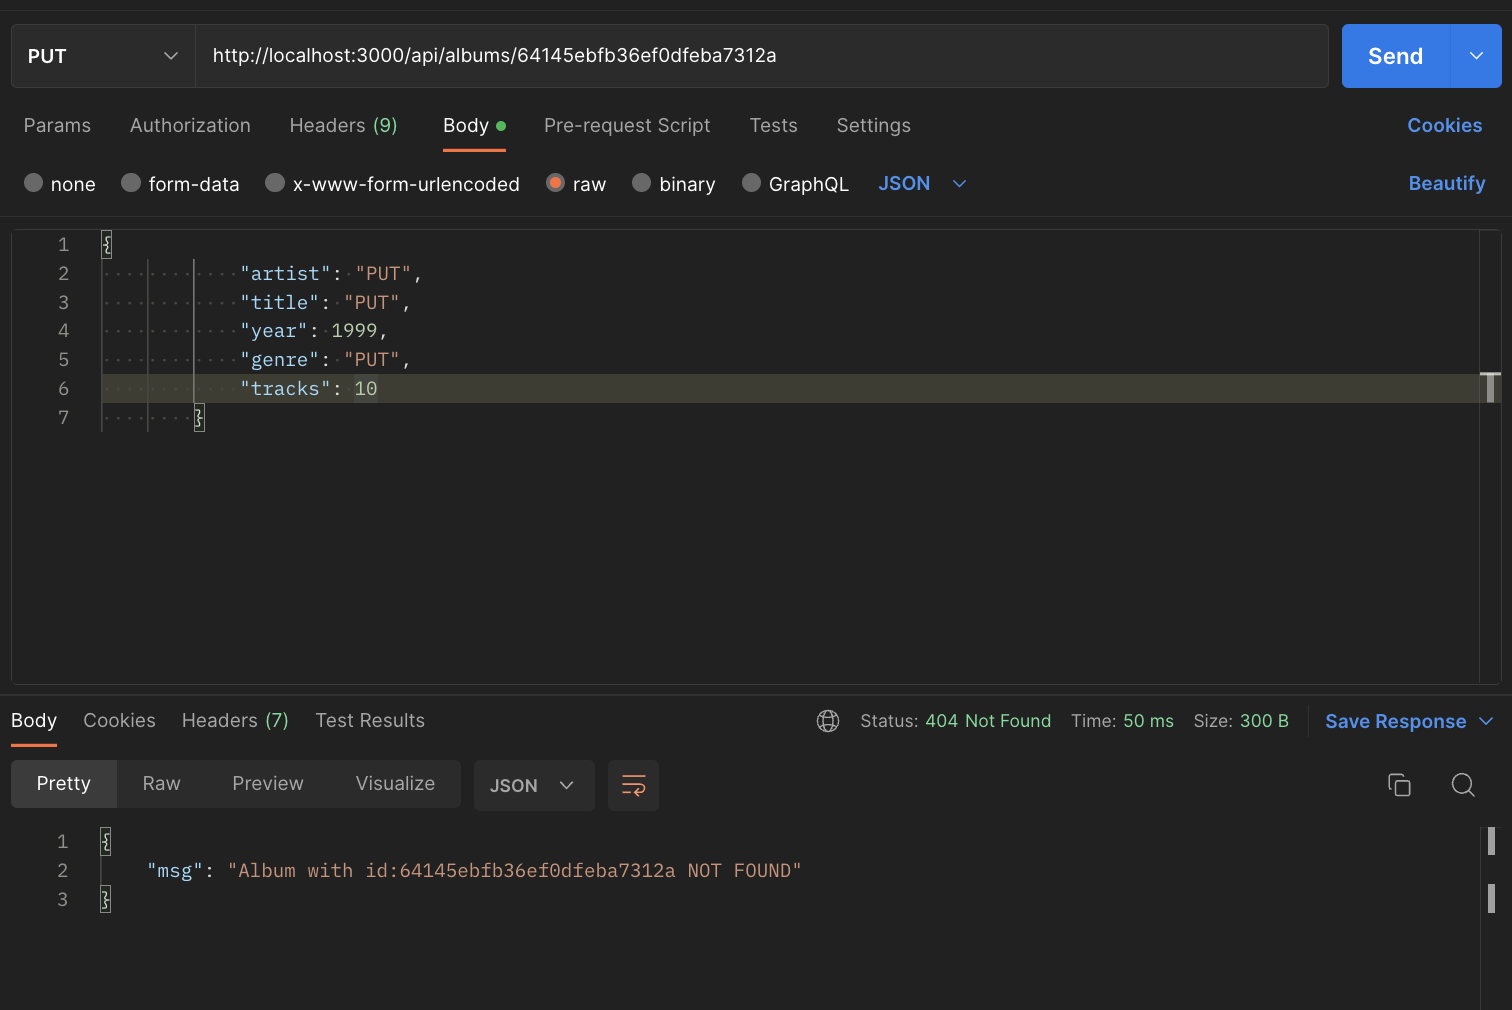 PUT http://localhost:3000/api/albums/64145ebfb36ef0dfeba7312a Send
Params Authorization Headers (9) Body Pre-request Script Tests Settings Cookies
none form-data x-www-form-urlencoded raw binary GraphQL JSON Beautify
1 {
2 "artist": "PUT",
3 "title": "PUT",
4 "year": 1999,
5 "genre": "PUT",
6 "tracks": 10
7 }
Body Cookies Headers (7) Test Results Status: 404 Not Found Time: 50 ms Size: 300 B Save Response
Pretty Raw Preview Visualize JSON
1 {
2 "msg": "Album with id:64145ebfb36ef0dfeba7312a NOT FOUND"
3 }